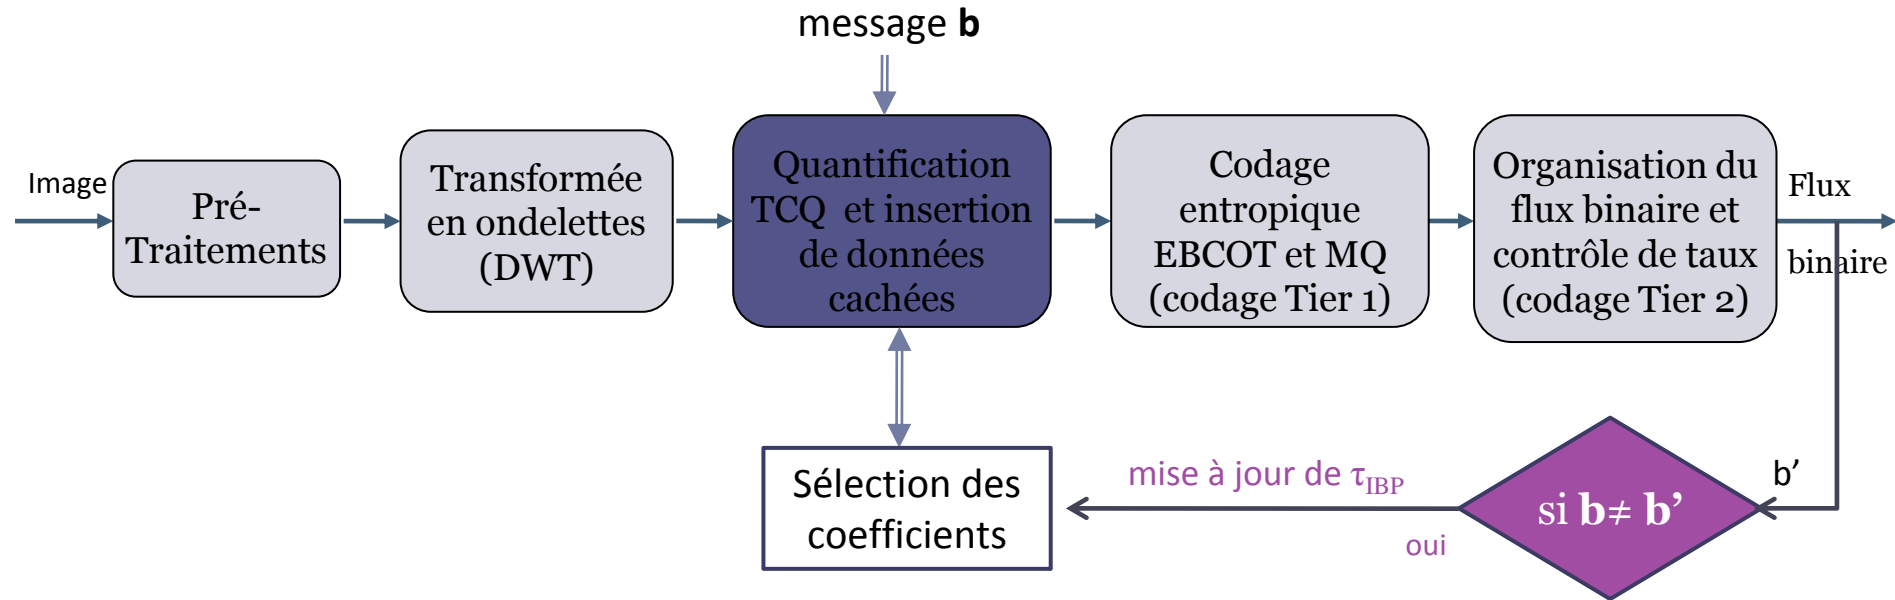 message b
Image
Pré-
Traitements
Transformée
en ondelettes
(DWT)
Quantification
TCQ et insertion
de données
cachées
Codage
entropique
EBCOT et MQ
(codage Tier 1)
Organisation du
flux binaire et
contrôle de taux
(codage Tier 2)
Flux
binaire
Sélection des
coefficients
mise à jour de τIBP
oui
si b≠ b’
b’